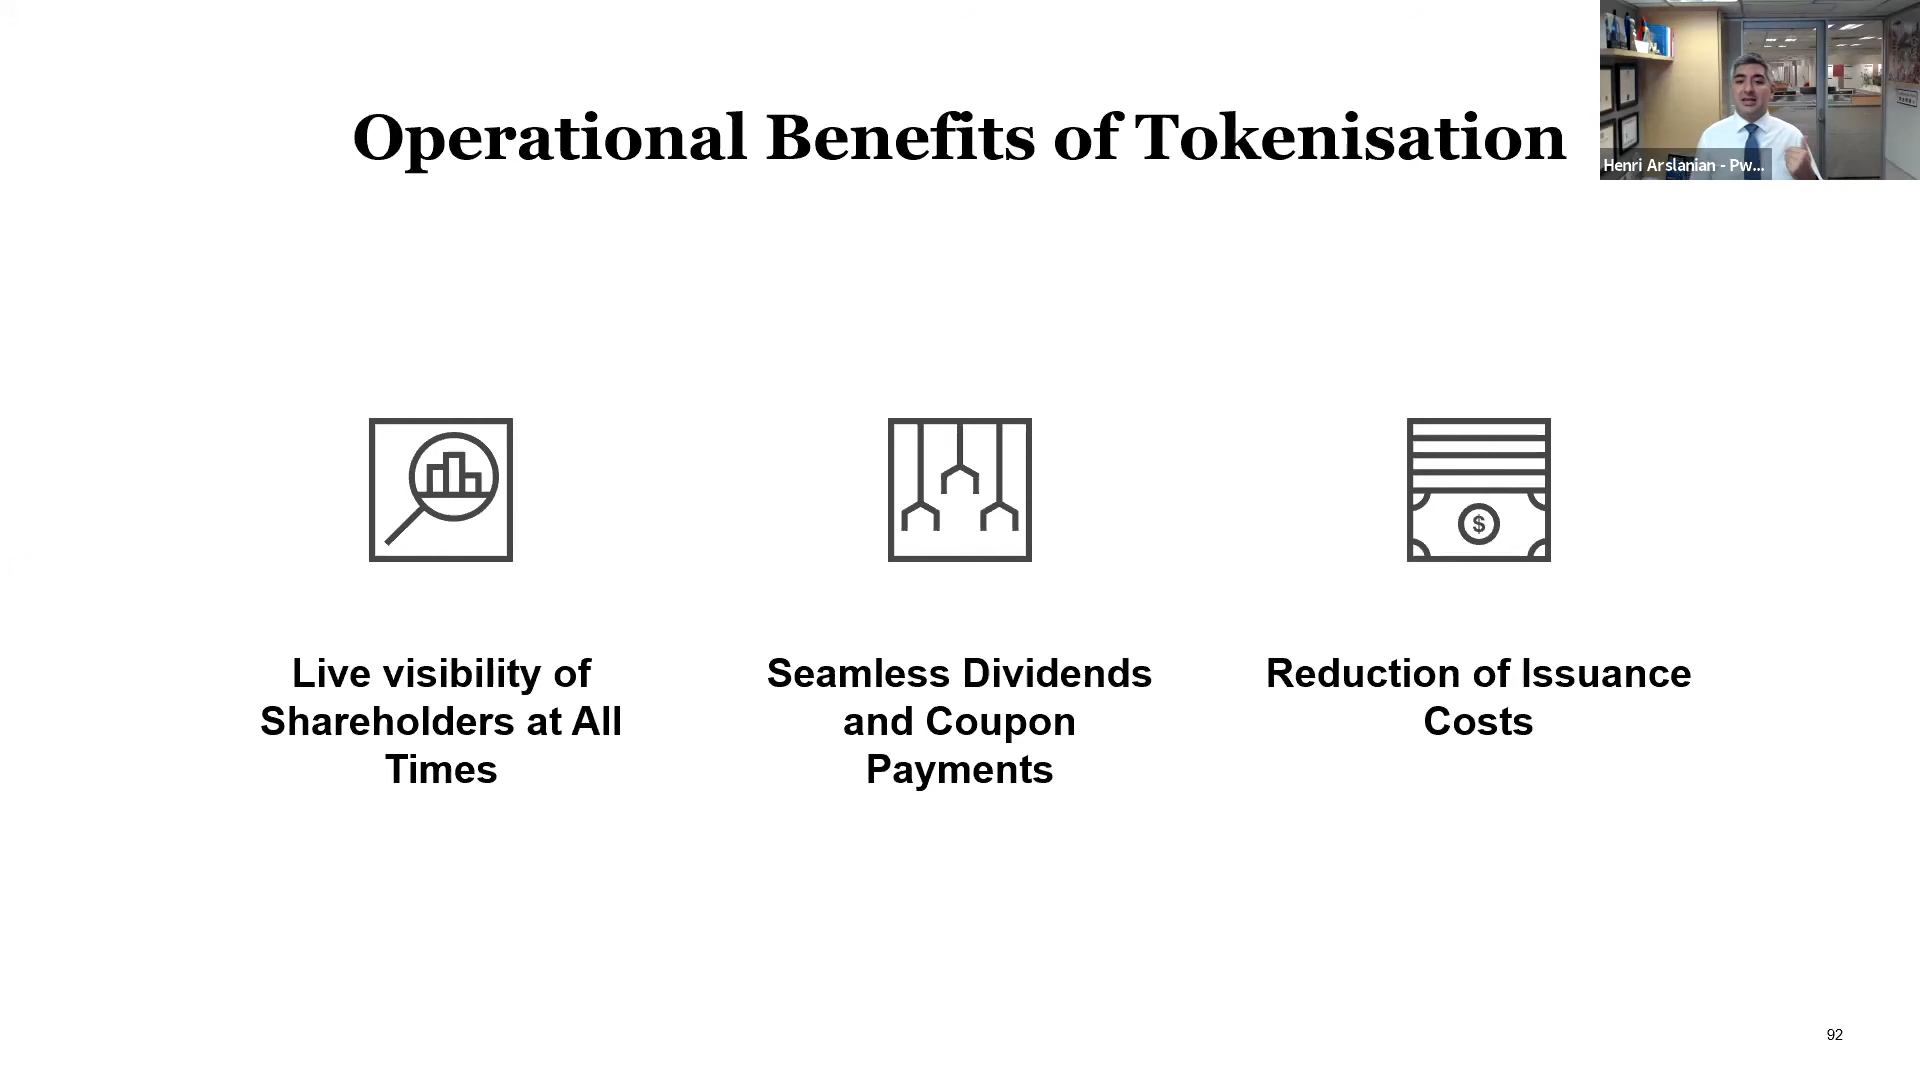 Operational Benefits of Tokenisation
Henri Arslanian - Pw...
$
Live visibility of
Shareholders at All
Times
Seamless Dividends
and Coupon
Payments
Reduction of Issuance
Costs
92